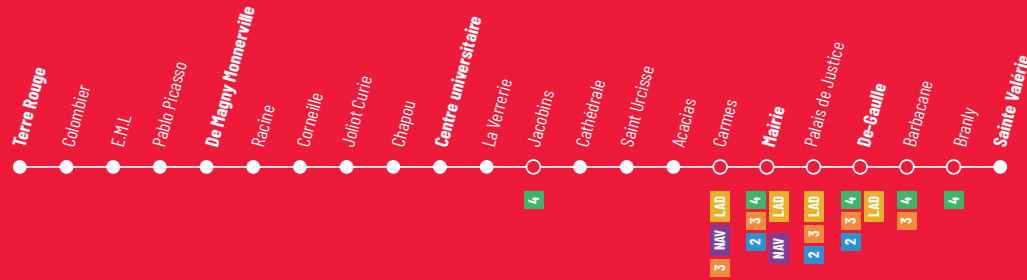 Terre Rouge
Colombier
E.M.L
Pablo Picasso
De Magny Monnerville
Racine
Corneille
Joliot Curie
Chapou
Centre universitaire
La Verrerie
Jacobins
Cathédrale
Saint Urcisse
Acacias
Carmes
Mairie
Palais de Justice
De-Gaulle
Barbacane
Branly
Sainte Valérie
4
3 NAV LAD
2 3 4
NAV LAD
2 3 LAD
2 3 4
LAD
3 4
4